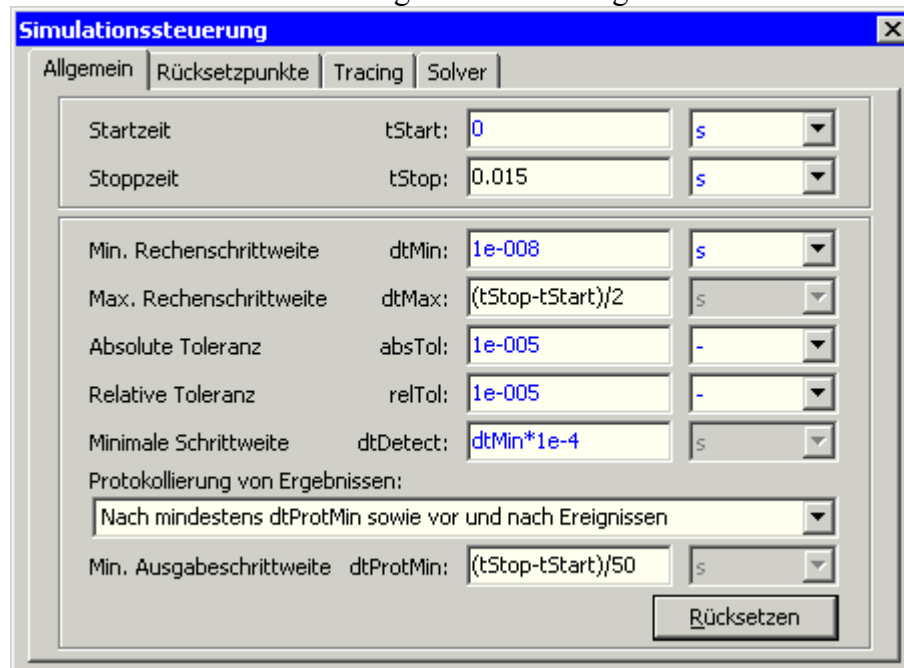 Simulationssteuerung
Allgemein Rücksetzpunkte Tracing Solver
Startzeit tStart: 0 s
Stoppzeit tStop: 0.015 s
Min. Rechenschrittweite dtMin: 1e-008 s
Max. Rechenschrittweite dtMax: (tStop-tStart)/2 s
Absolute Toleranz absTol: 1e-005 -
Relative Toleranz relTol: 1e-005 -
Minimale Schrittweite dtDetect: dtMin*1e-4 s
Protokollierung von Ergebnissen:
Nach mindestens dtProtMin sowie vor und nach Ereignissen
Min. Ausgabeschrittweite dtProtMin: (tStop-tStart)/50 s
Rücksetzen